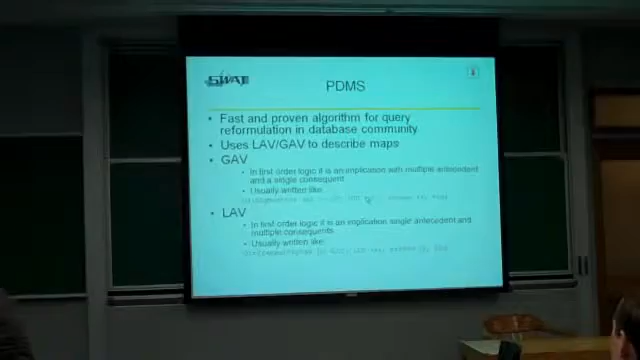 SWAT
PDMS
• Fast and proven algorithm for query
reformulation in database community
• Uses LAV/GAV to describe maps
• GAV
• In first order logic it is an implication with multiple antecedent
and a single consequent
• Usually written like:
• LAV
• In first order logic it is an implication single antecedent and
multiple consequents
• Usually written like: